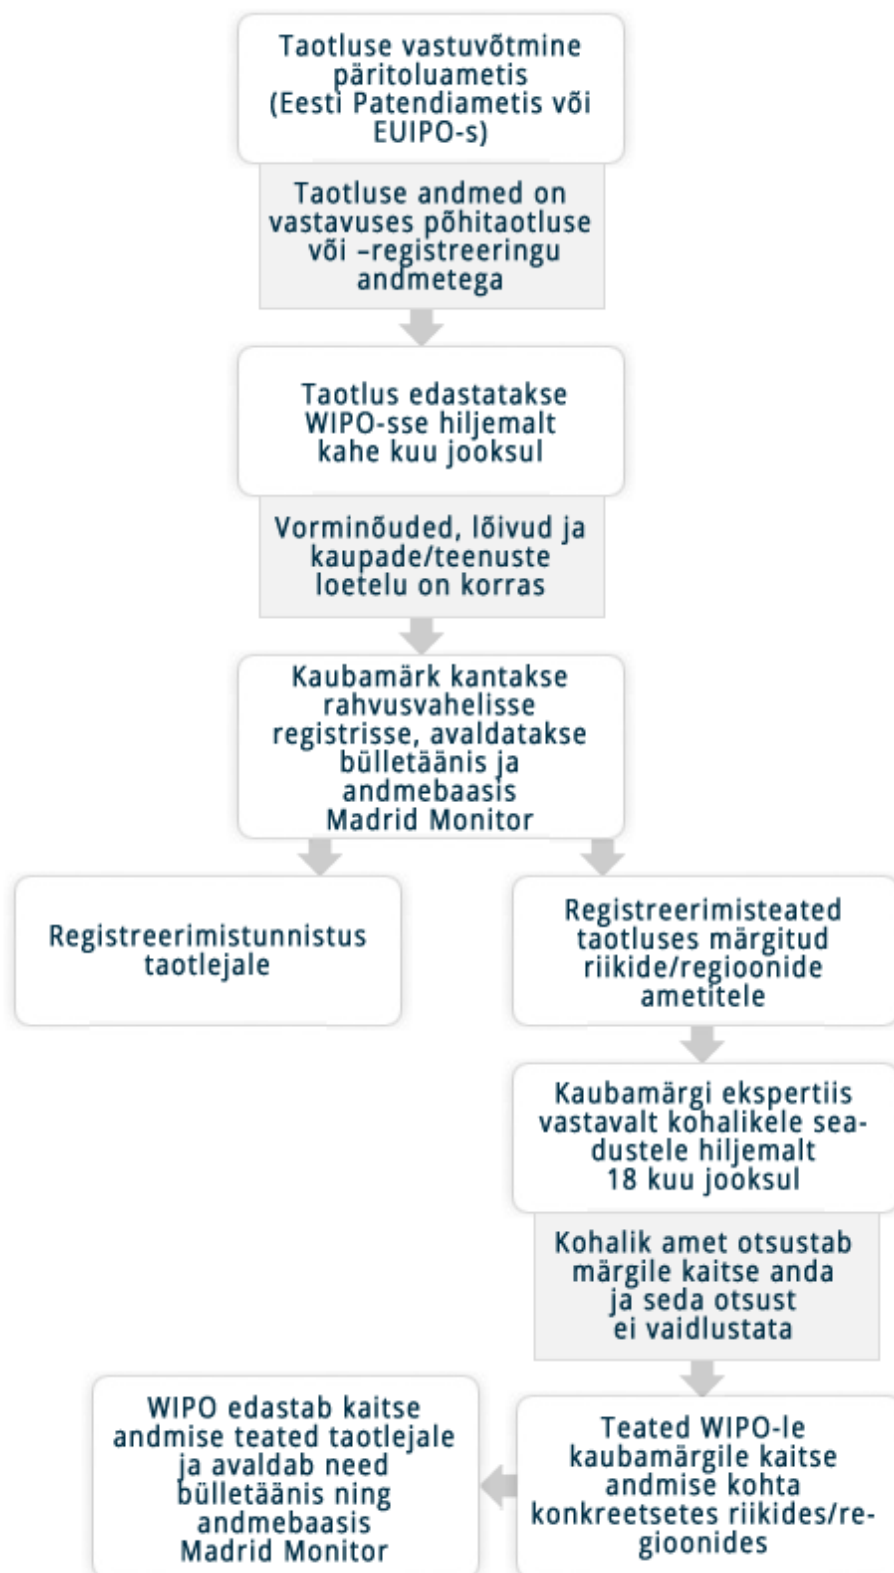 Taotluse vastuvõtmine
päritoluametis
(Eesti Patendiametis või
EUIPO-s)
Taotluse andmed on
vastavuses põhitaotluse
või –registreeringu
andmetega
Taotlus edastatakse
WIPO-sse hiljemalt
kahe kuu jooksul
Vorminõuded, lõivud ja
kaupade/teenuste
loetelu on korras
Kaubamärk kantakse
rahvusvahelisse
registrisse, avaldatakse
bülletäänis ja
andmebaasis
Madrid Monitor
Registreerimistunnistus
taotlejale
Registreerimisteated
taotluses märgitud
riikide/regioonide
ametitele
Kaubamärgi ekspertiis
vastavalt kohalikele sea-
dustele hiljemalt
18 kuu jooksul
Kohalik amet otsustab
märgile kaitse anda
ja seda otsust
ei vaidlustata
Teated WIPO-le
kaubamärgile kaitse
andmise kohta
konkreetsetes riikides/re-
gioonides
WIPO edastab kaitse
andmise teated taotlejale
ja avaldab need
bülletäänis ning
andmebaasis
Madrid Monitor